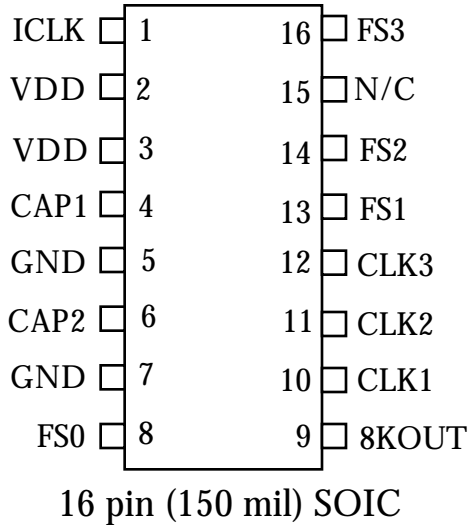 ICLK 1 16 FS3
VDD 2 15 N/C
VDD 3 14 FS2
CAP1 4 13 FS1
GND 5 12 CLK3
CAP2 6 11 CLK2
GND 7 10 CLK1
FS0 8 9 8KOUT
16 pin (150 mil) SOIC